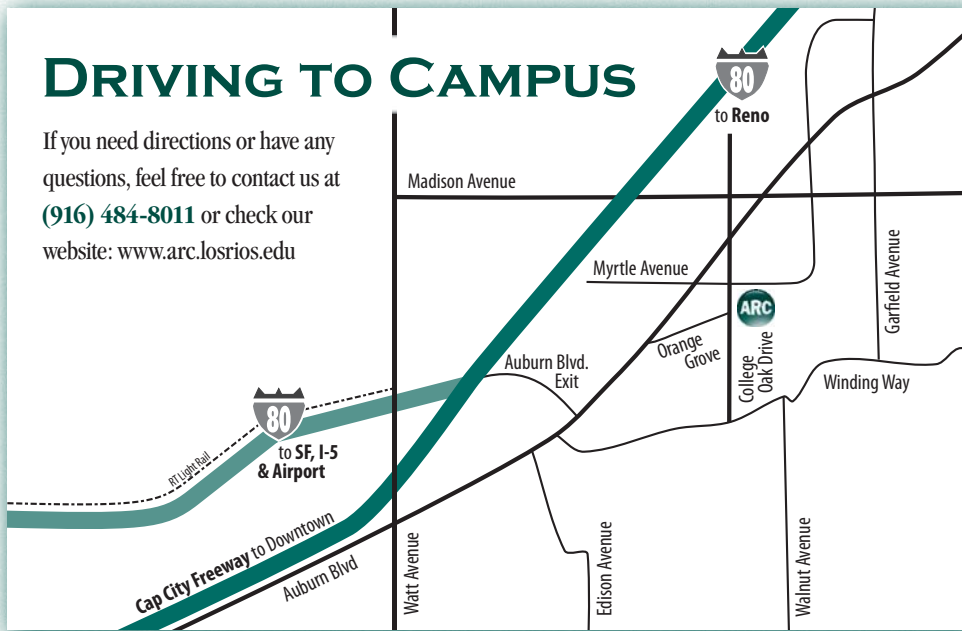 DRIVING TO CAMPUS
If you need directions or have any
questions, feel free to contact us at
(916) 484-8011 or check our
website: www.arc.losrios.edu
80
to Reno
Madison Avenue
Myrtle Avenue
Garfield Avenue
ARC
Orange
Grove
College
Oak Drive
Auburn Blvd.
Exit
Winding Way
80
to SF, I-5
& Airport
RT Light Rail
Cap City Freeway to Downtown
Auburn Blvd
Watt Avenue
Edison Avenue
Walnut Avenue